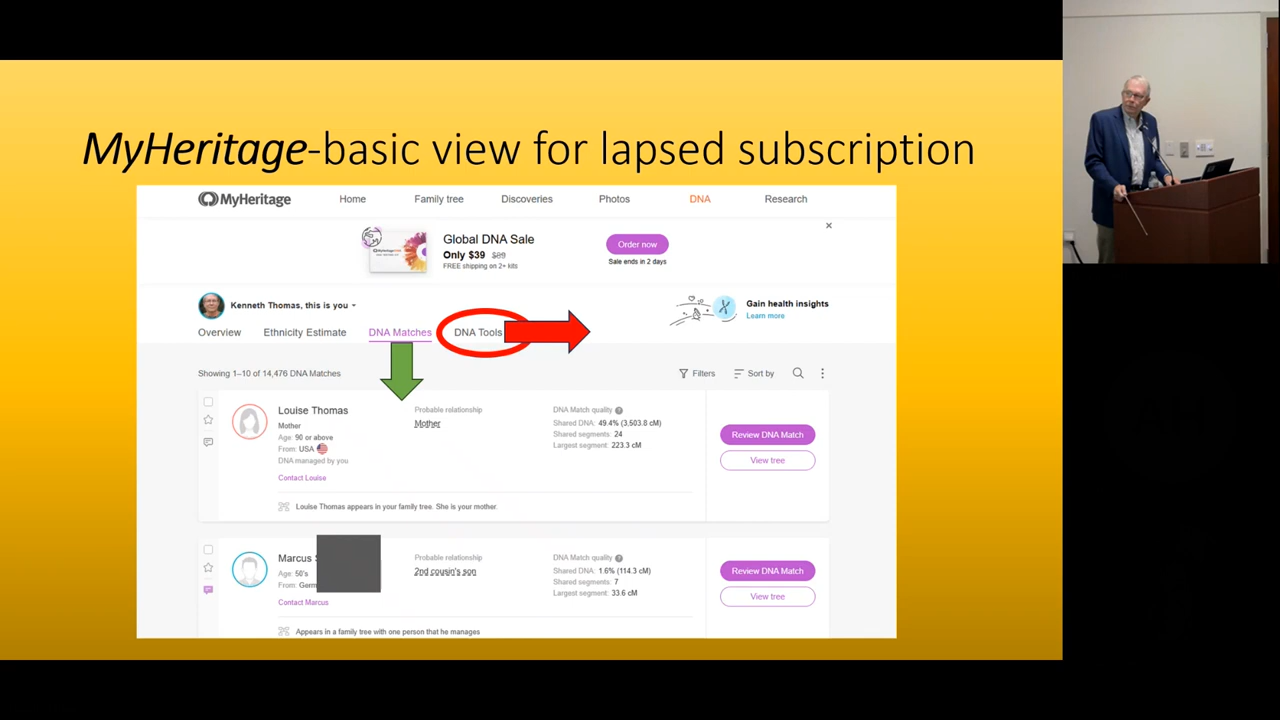 MyHeritage-basic view for lapsed subscription
MyHeritage Home Family tree Discoveries Photos DNA Research
Global DNA Sale
Only $39 $89
FREE shipping on 2+ kits
Order now
Sale ends in 2 days
Kenneth Thomas, this is you
Gain health insights
Learn more
Overview Ethnicity Estimate DNA Matches DNA Tools
Showing 1–10 of 14,476 DNA Matches
Filters Sort by
Louise Thomas
Mother
Age: 90 or above
From: USA
DNA managed by you
Contact Louise
Probable relationship
Mother
DNA Match quality ?
Shared DNA: 49.4% (3,503.8 cM)
Shared segments: 24
Largest segment: 223.3 cM
Review DNA Match
View tree
Louise Thomas appears in your family tree. She is your mother.
Marcus
Age: 50's
From: Germ
Contact Marcus
Probable relationship
2nd cousin's son
DNA Match quality ?
Shared DNA: 1.6% (114.3 cM)
Shared segments: 7
Largest segment: 33.6 cM
Review DNA Match
View tree
Appears in a family tree with one person that he manages